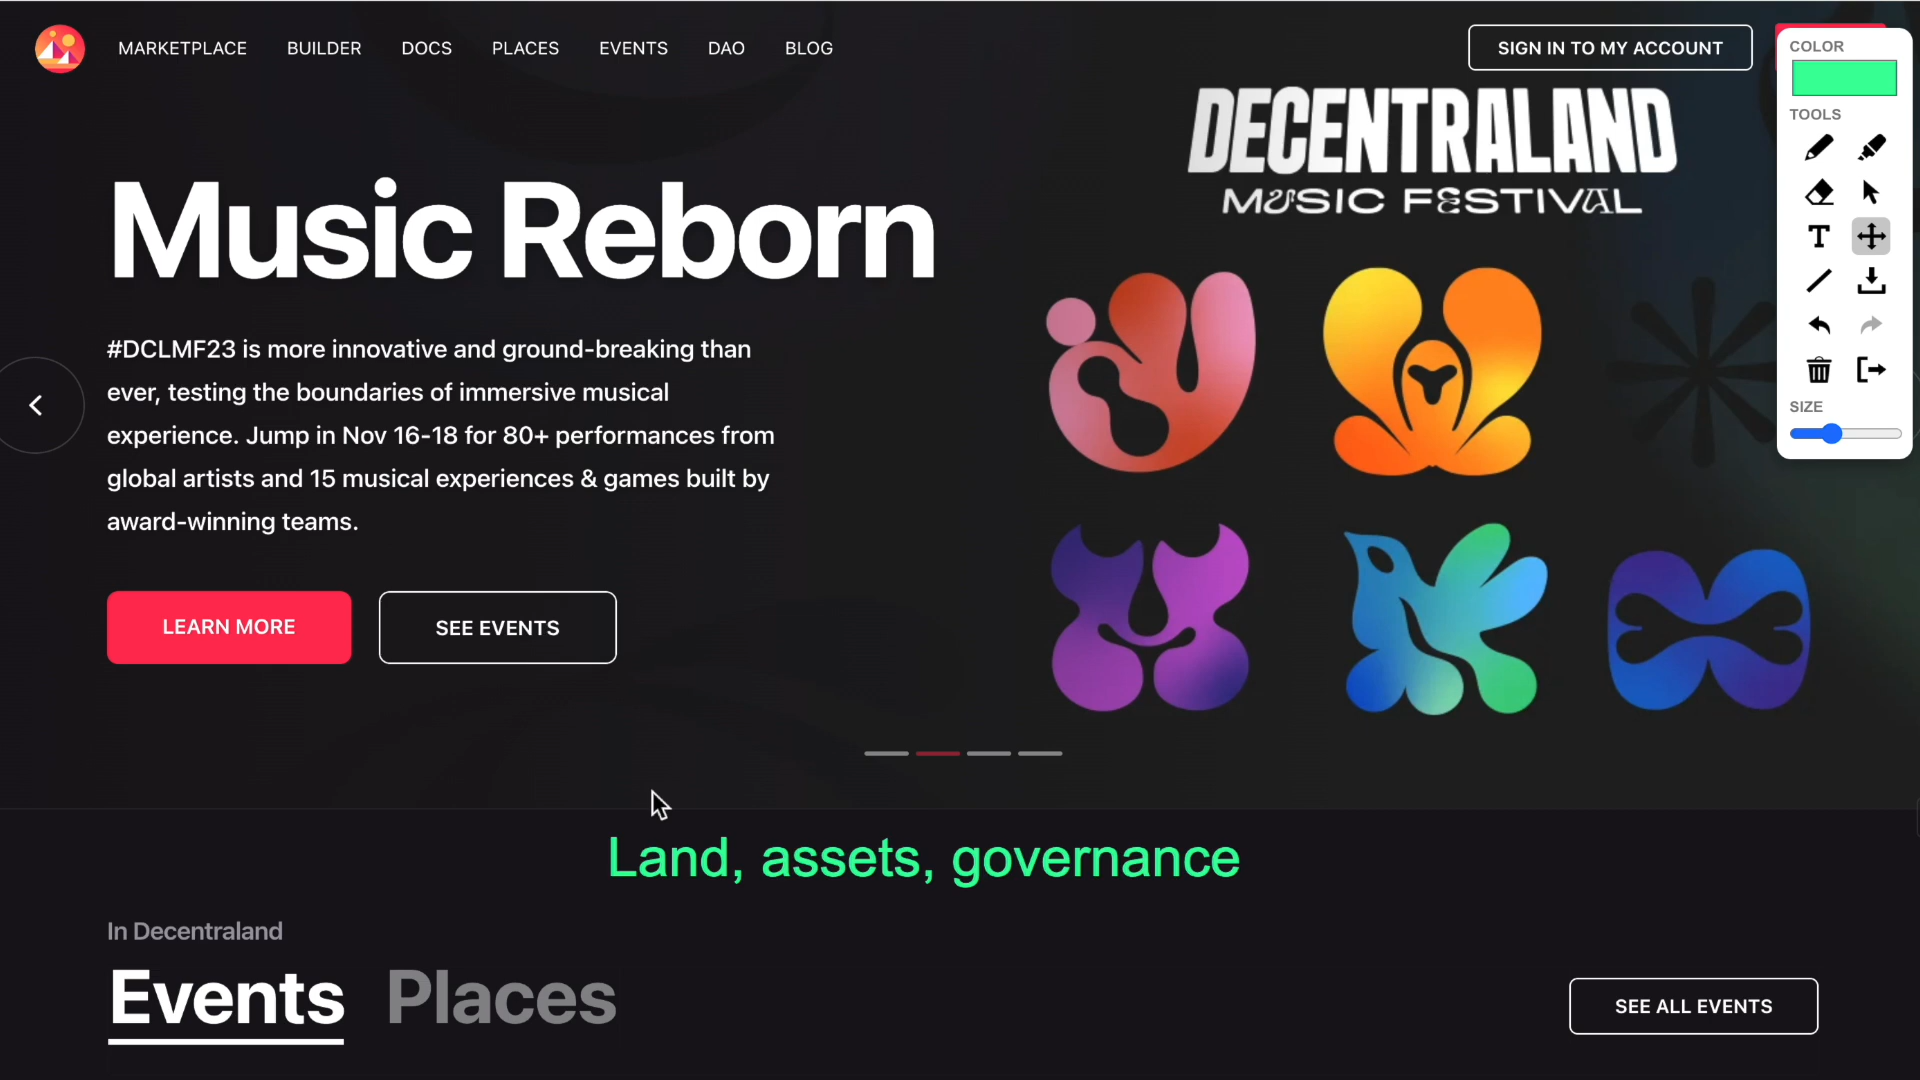 MARKETPLACE BUILDER DOCS PLACES EVENTS DAO BLOG SIGN IN TO MY ACCOUNT
COLOR
TOOLS
SIZE
DECENTRALAND
MUSIC FESTIVAL
Music Reborn
#DCLMF23 is more innovative and ground-breaking than
ever, testing the boundaries of immersive musical
experience. Jump in Nov 16-18 for 80+ performances from
global artists and 15 musical experiences & games built by
award-winning teams.
LEARN MORE SEE EVENTS
Land, assets, governance
In Decentraland
Events Places
SEE ALL EVENTS